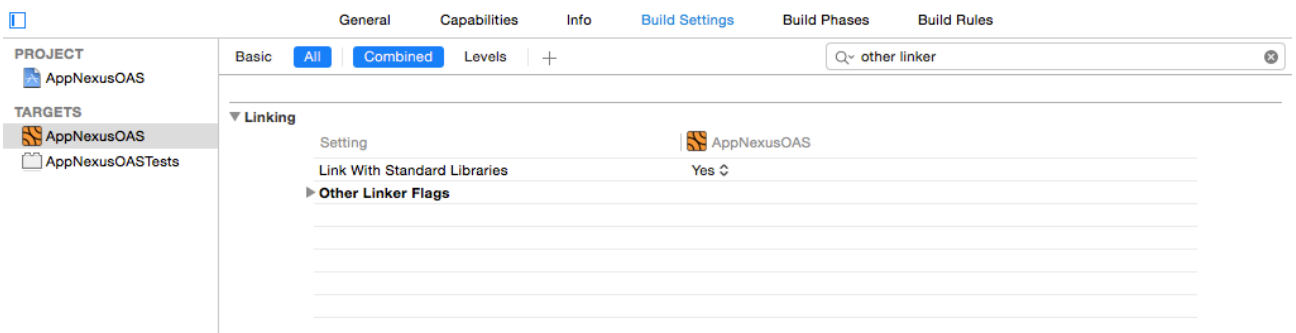 General Capabilities Info Build Settings Build Phases Build Rules
PROJECT
AppNexusOAS
TARGETS
AppNexusOAS
AppNexusOASTests
Basic All Combined Levels + other linker
Linking
Setting AppNexusOAS
Link With Standard Libraries Yes
Other Linker Flags